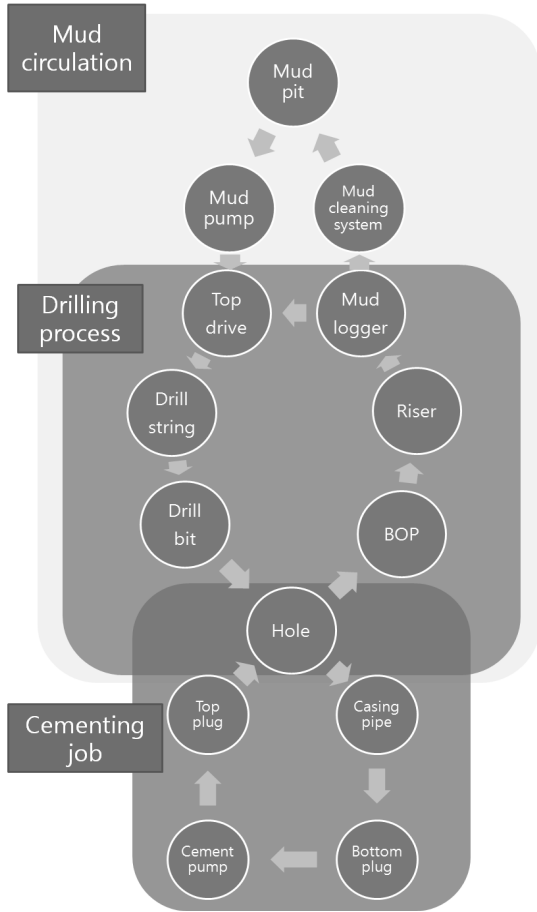 Mud
circulation
Mud
pit
Mud
pump
Mud
cleaning
system
Drilling
process
Top
drive
Mud
logger
Drill
string
Riser
Drill
bit
BOP
Hole
Cementing
job
Top
plug
Casing
pipe
Cement
pump
Bottom
plug